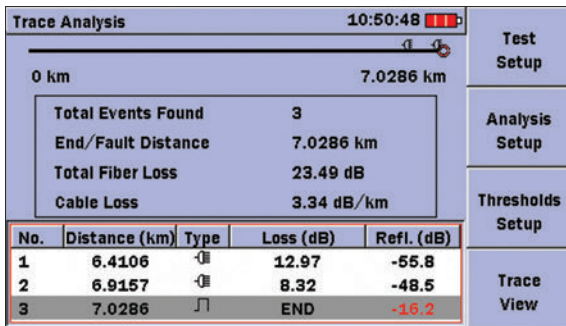 Trace Analysis 10:50:48
0 km 7.0286 km
Total Events Found 3
End/Fault Distance 7.0286 km
Total Fiber Loss 23.49 dB
Cable Loss 3.34 dB/km
No. Distance (km) Type Loss (dB) Refl. (dB)
1 6.4106 12.97 -55.8
2 6.9157 8.32 -48.5
3 7.0286 END -16.2
Test
Setup
Analysis
Setup
Thresholds
Setup
Trace
View